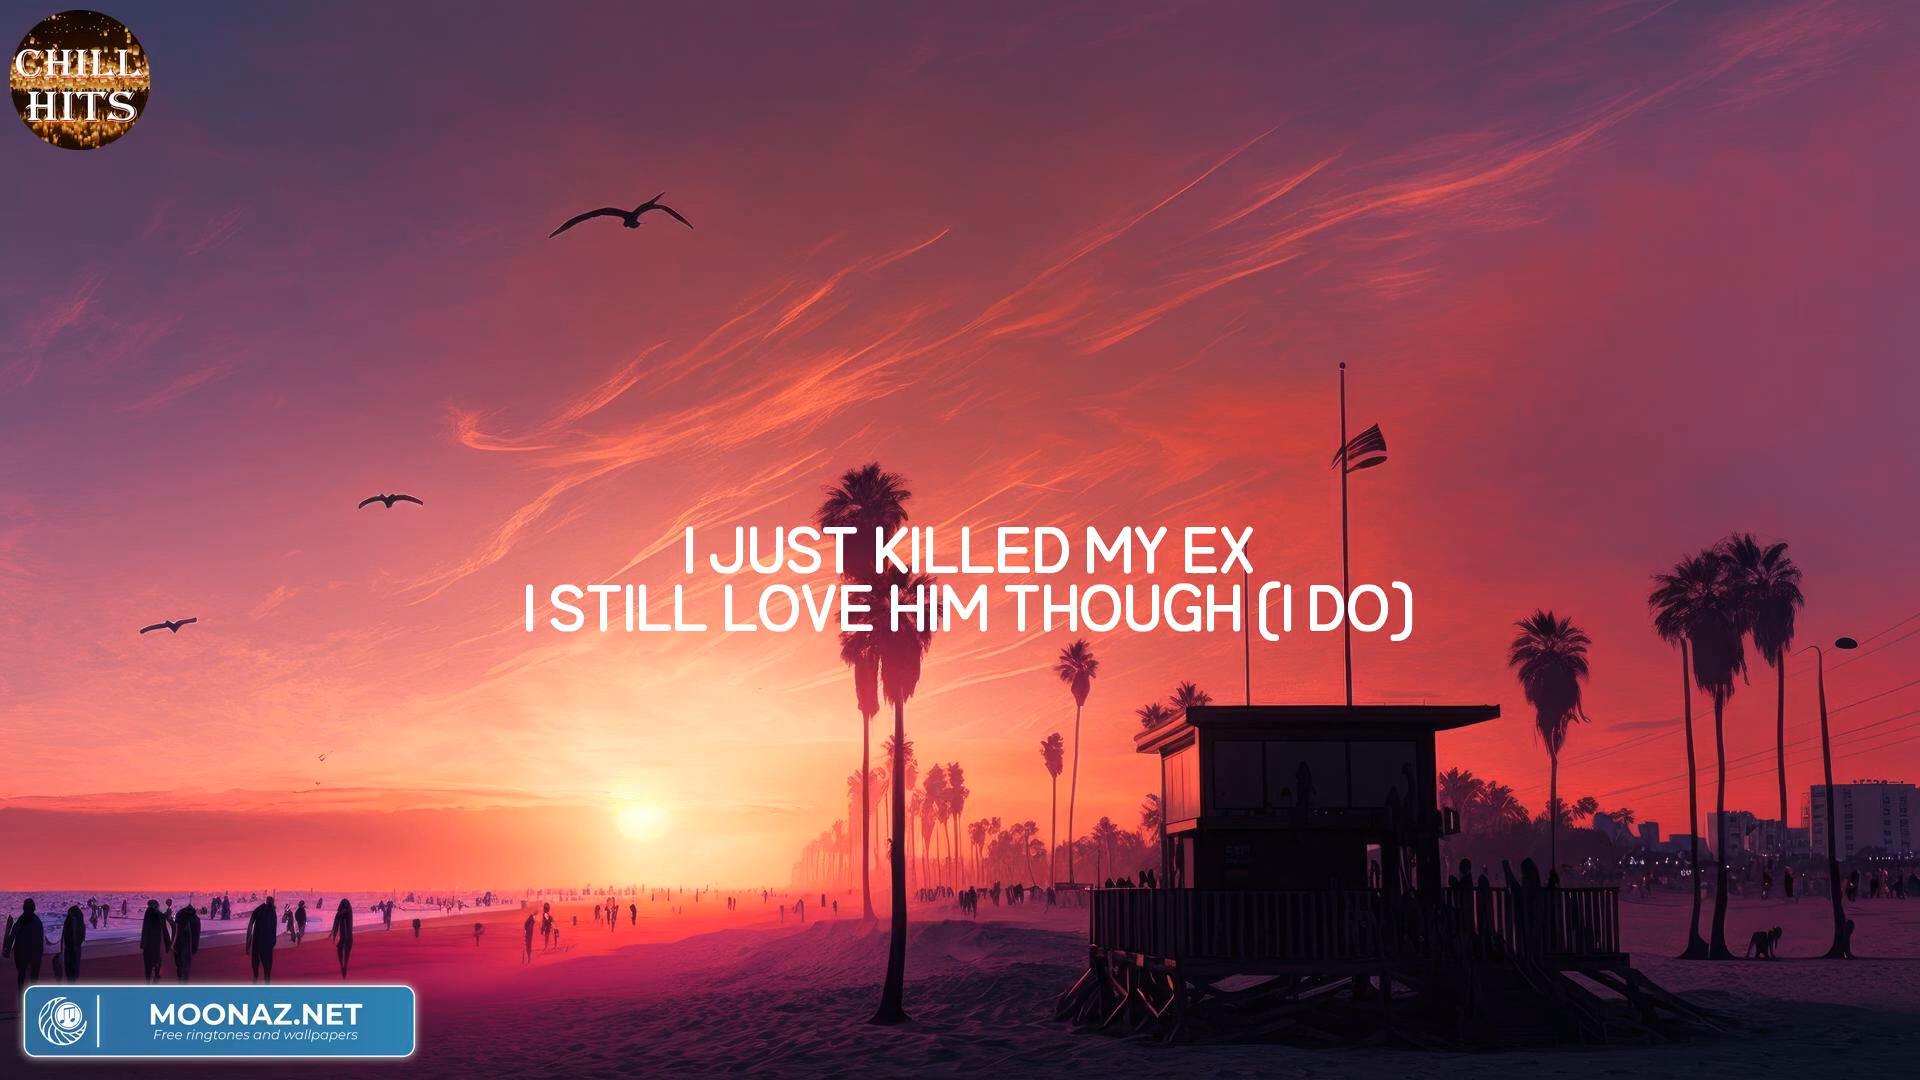 CHILL
HITS
I JUST KILLED MY EX
I STILL LOVE HIM THOUGH (I DO)
MOONAZ.NET
Free ringtones and wallpapers